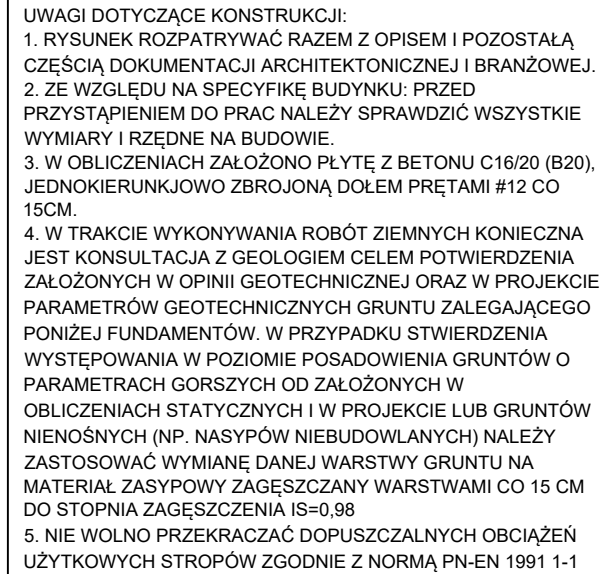 UWAGI DOTYCZĄCE KONSTRUKCJI:
1. RYSUNEK ROZPATRYWAĆ RAZEM Z OPISEM I POZOSTAŁĄ
CZĘŚCIĄ DOKUMENTACJI ARCHITEKTONICZNEJ I BRANŻOWEJ.
2. ZE WZGLĘDU NA SPECYFIKĘ BUDYNKU: PRZED
PRZYSTĄPIENIEM DO PRAC NALEŻY SPRAWDZIĆ WSZYSTKIE
WYMIARY I RZĘDNE NA BUDOWIE.
3. W OBLICZENIACH ZAŁOŻONO PŁYTĘ Z BETONU C16/20 (B20),
JEDNOKIERUNKJOWO ZBROJONĄ DOŁEM PRĘTAMI #12 CO
15CM.
4. W TRAKCIE WYKONYWANIA ROBÓT ZIEMNYCH KONIECZNA
JEST KONSULTACJA Z GEOLOGIEM CELEM POTWIERDZENIA
ZAŁOŻONYCH W OPINII GEOTECHNICZNEJ ORAZ W PROJEKCIE
PARAMETRÓW GEOTECHNICZNYCH GRUNTU ZALEGAJĄCEGO
PONIŻEJ FUNDAMENTÓW. W PRZYPADKU STWIERDZENIA
WYSTĘPOWANIA W POZIOMIE POSADOWIENIA GRUNTÓW O
PARAMETRACH GORSZYCH OD ZAŁOŻONYCH W
OBLICZENIACH STATYCZNYCH I W PROJEKCIE LUB GRUNTÓW
NIENOŚNYCH (NP. NASYPÓW NIEBUDOWLANYCH) NALEŻY
ZASTOSOWAĆ WYMIANĘ DANEJ WARSTWY GRUNTU NA
MATERIAŁ ZASYPOWY ZAGĘSZCZANY WARSTWAMI CO 15 CM
DO STOPNIA ZAGĘSZCZENIA IS=0,98
5. NIE WOLNO PRZEKRACZAĆ DOPUSZCZALNYCH OBCIĄŻEŃ
UŻYTKOWYCH STROPÓW ZGODNIE Z NORMĄ PN-EN 1991 1-1